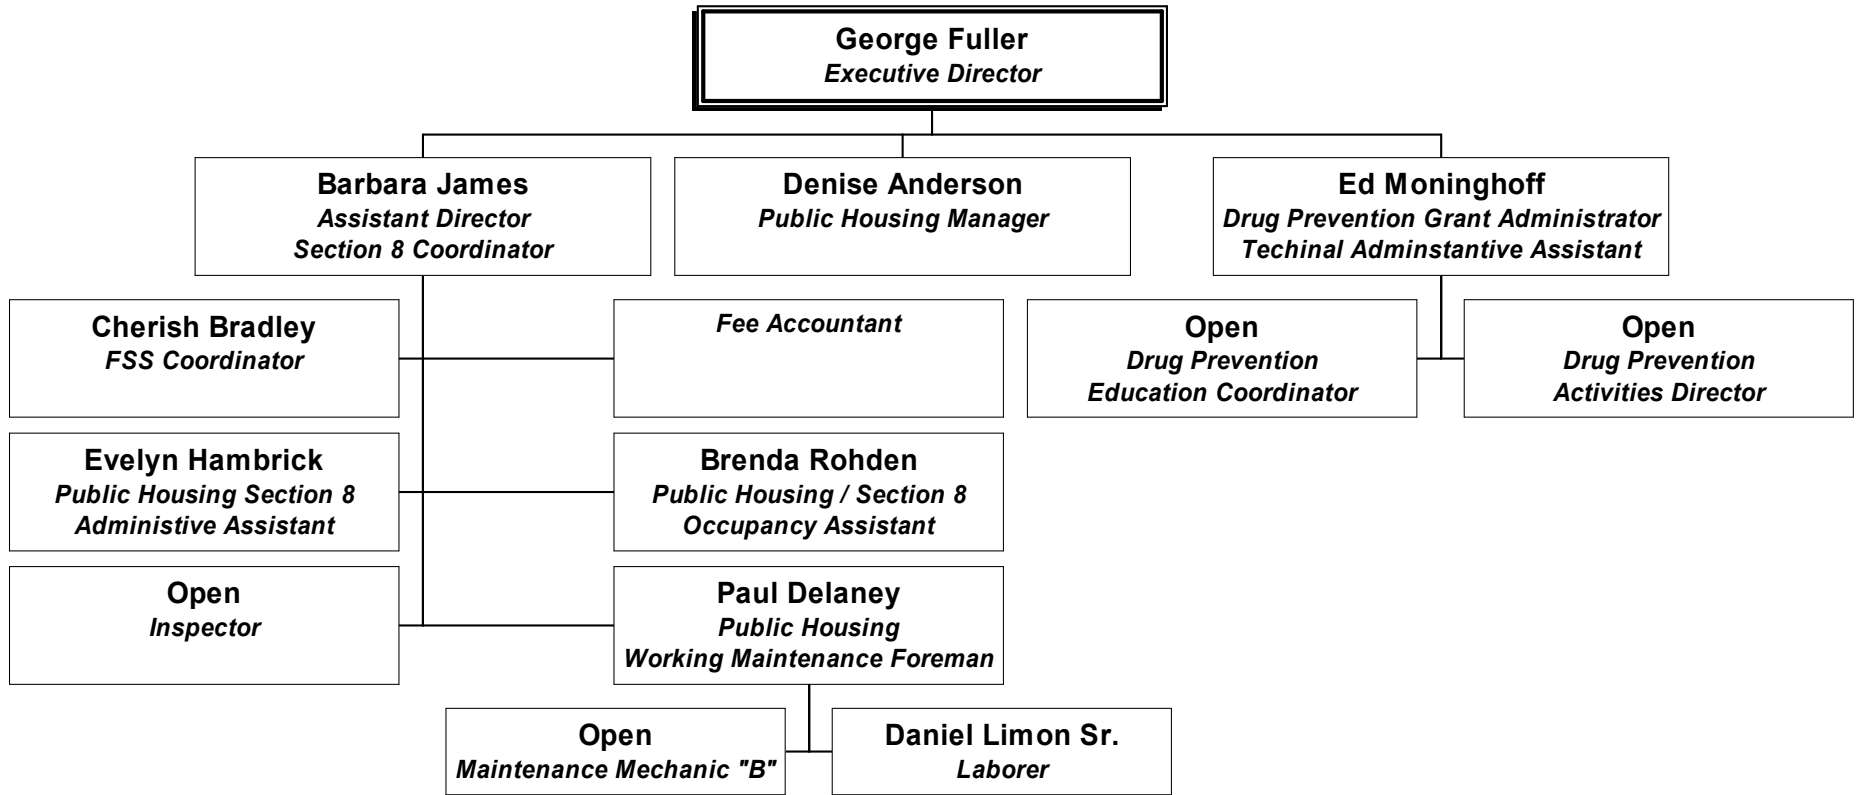 George Fuller
Executive Director
Barbara James
Assistant Director
Section 8 Coordinator
Denise Anderson
Public Housing Manager
Ed Moninghoff
Drug Prevention Grant Administrator
Techinal Adminstantive Assistant
Cherish Bradley
FSS Coordinator
Fee Accountant
Open
Drug Prevention
Education Coordinator
Open
Drug Prevention
Activities Director
Evelyn Hambrick
Public Housing Section 8
Administive Assistant
Brenda Rohden
Public Housing / Section 8
Occupancy Assistant
Open
Inspector
Paul Delaney
Public Housing
Working Maintenance Foreman
Open
Maintenance Mechanic "B"
Daniel Limon Sr.
Laborer